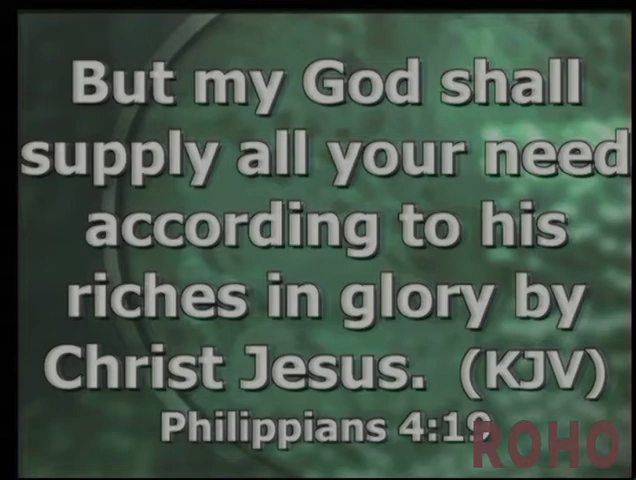 But my God shall
supply all your need
according to his
riches in glory by
Christ Jesus. (KJV)
Philippians 4:19
ROHO